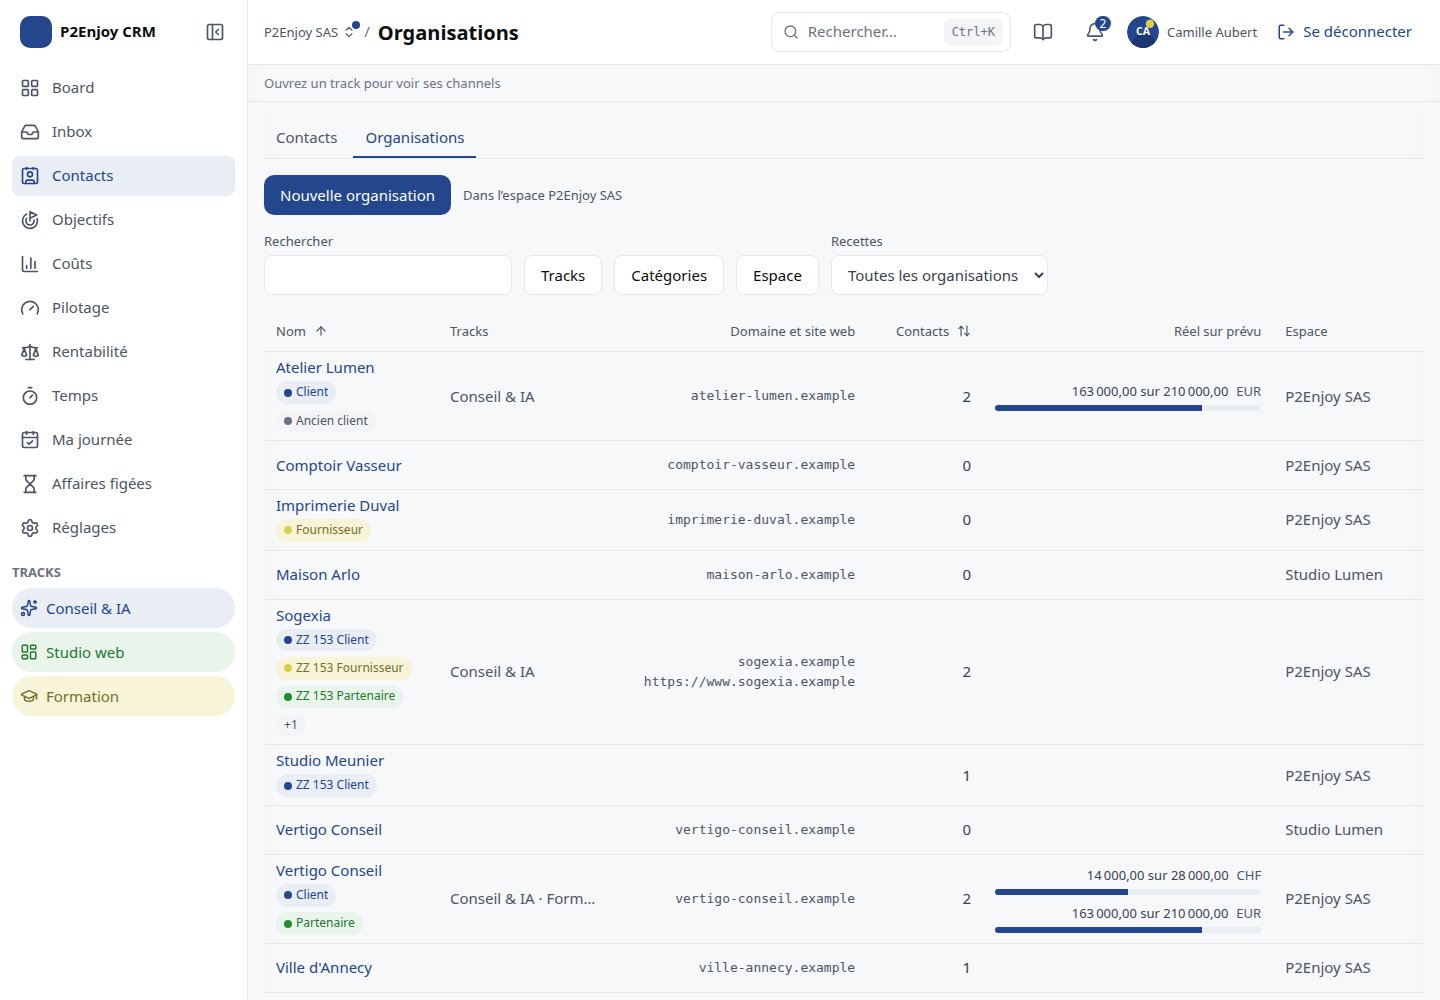 P2Enjoy CRM
P2Enjoy SAS / Organisations
Rechercher... Ctrl+K
2
CA Camille Aubert
Se déconnecter
Board
Inbox
Contacts
Objectifs
Coûts
Pilotage
Rentabilité
Temps
Ma journée
Affaires figées
Réglages
TRACKS
Conseil & IA
Studio web
Formation
Ouvrez un track pour voir ses channels
Contacts Organisations
Nouvelle organisation Dans l'espace P2Enjoy SAS
Rechercher Recettes
Tracks Catégories Espace Toutes les organisations
Nom Tracks Domaine et site web Contacts Réel sur prévu Espace
Atelier Lumen
Client
Ancien client
Conseil & IA atelier-lumen.example 2 163 000,00 sur 210 000,00 EUR P2Enjoy SAS
Comptoir Vasseur comptoir-vasseur.example 0 P2Enjoy SAS
Imprimerie Duval
Fournisseur
imprimerie-duval.example 0 P2Enjoy SAS
Maison Arlo maison-arlo.example 0 Studio Lumen
Sogexia
ZZ 153 Client
ZZ 153 Fournisseur
ZZ 153 Partenaire
+1
Conseil & IA
sogexia.example
https://www.sogexia.example
2 P2Enjoy SAS
Studio Meunier
ZZ 153 Client
1 P2Enjoy SAS
Vertigo Conseil vertigo-conseil.example 0 Studio Lumen
Vertigo Conseil
Client
Partenaire
Conseil & IA · Form... vertigo-conseil.example 2
14 000,00 sur 28 000,00 CHF
163 000,00 sur 210 000,00 EUR
P2Enjoy SAS
Ville d'Annecy ville-annecy.example 1 P2Enjoy SAS